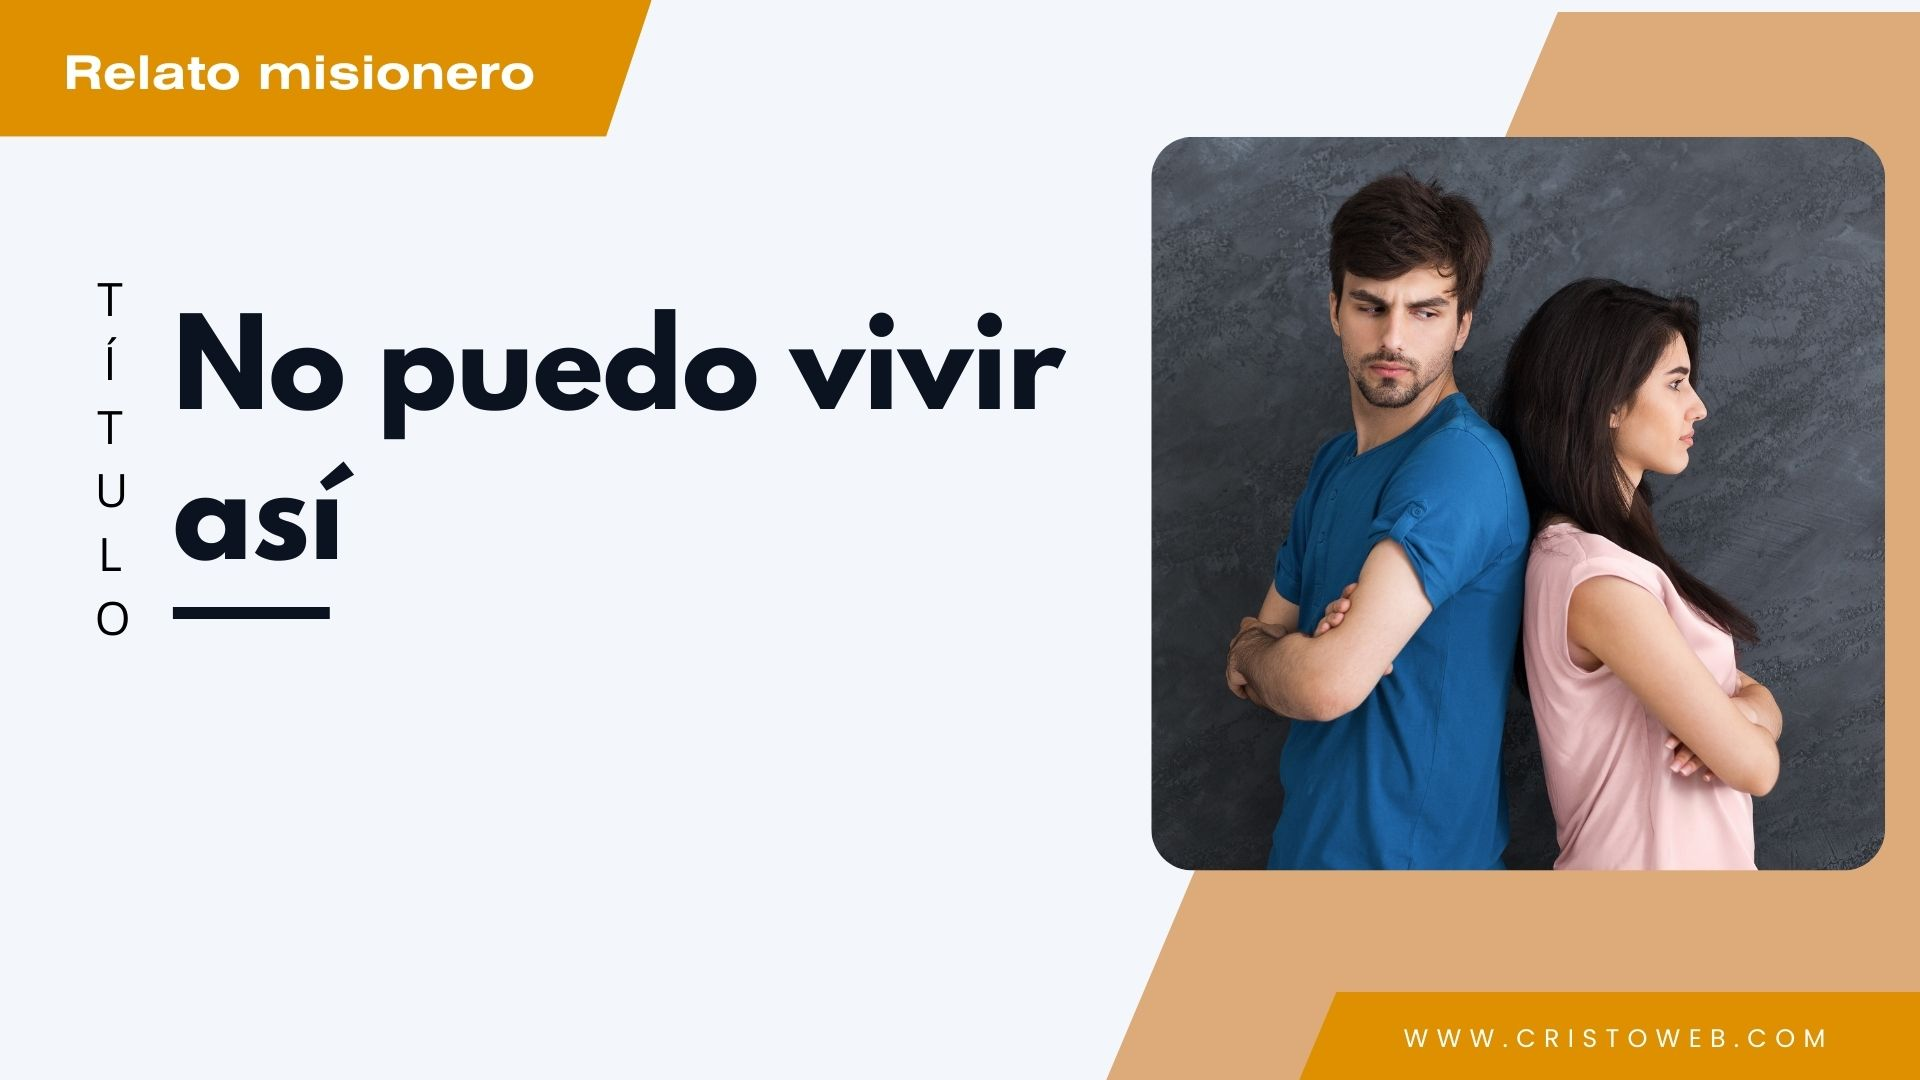 Relato misionero
TÍTULO
No puedo vivir
así
WWW.CRISTOWEB.COM